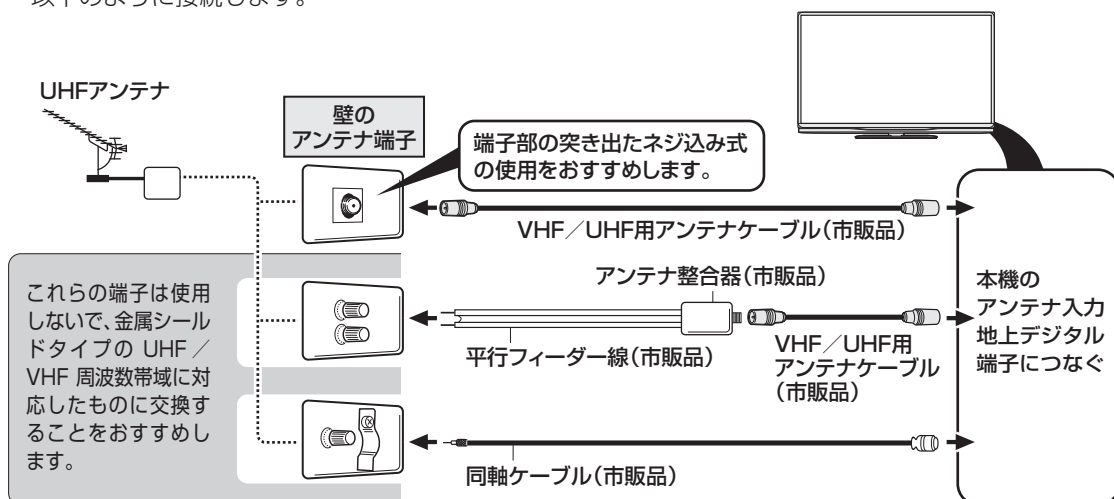 以下のように接続します。
UHFアンテナ
壁の
アンテナ端子
端子部の突き出たネジ込み式
の使用をおすすめします。
VHF／UHF用アンテナケーブル（市販品）
これらの端子は使用
しないで、金属シール
ドタイプの UHF／
VHF 周波数帯域に対
応したものに交換す
ることをおすすめし
ます。
アンテナ整合器（市販品）
平行フィーダー線（市販品）
VHF／UHF用
アンテナケーブル
（市販品）
同軸ケーブル（市販品）
本機の
アンテナ入力
地上デジタル
端子につなぐ